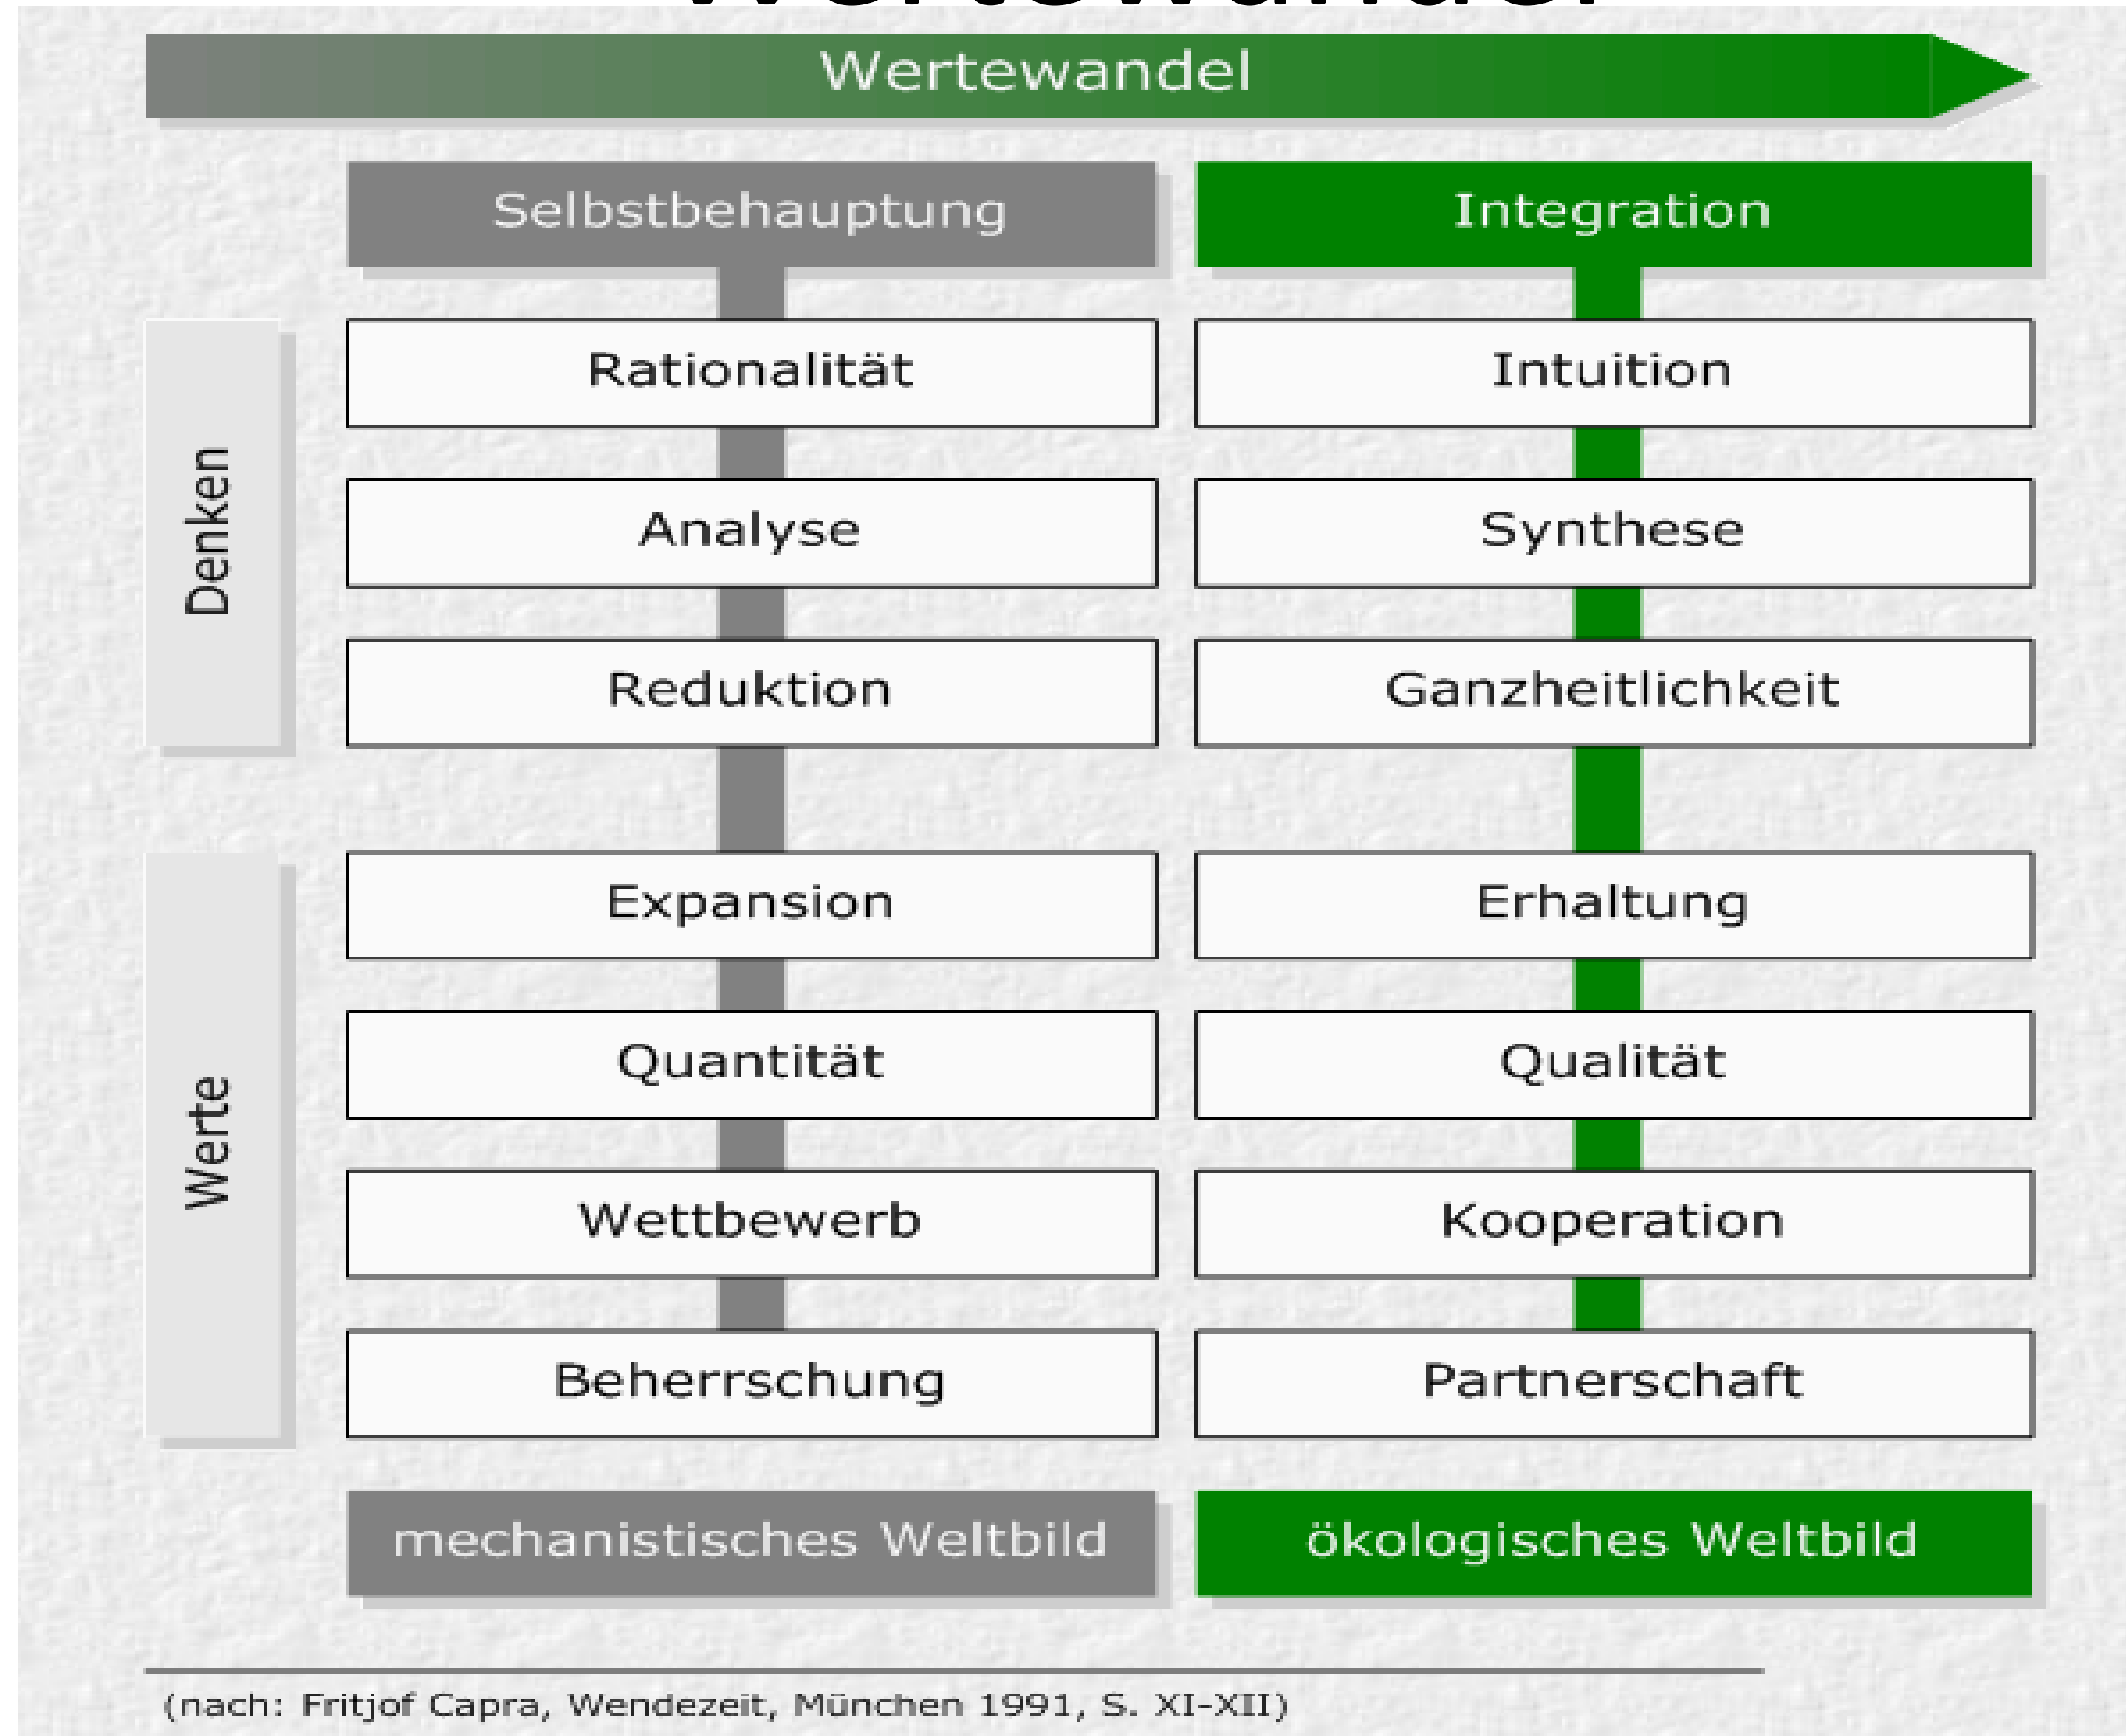 Wertewandel
Wertewandel
Selbstbehauptung Integration
Denken
Rationalität Intuition
Analyse Synthese
Reduktion Ganzheitlichkeit
Werte
Expansion Erhaltung
Quantität Qualität
Wettbewerb Kooperation
Beherrschung Partnerschaft
mechanistisches Weltbild ökologisches Weltbild
(nach: Fritjof Capra, Wendezeit, München 1991, S. XI-XII)